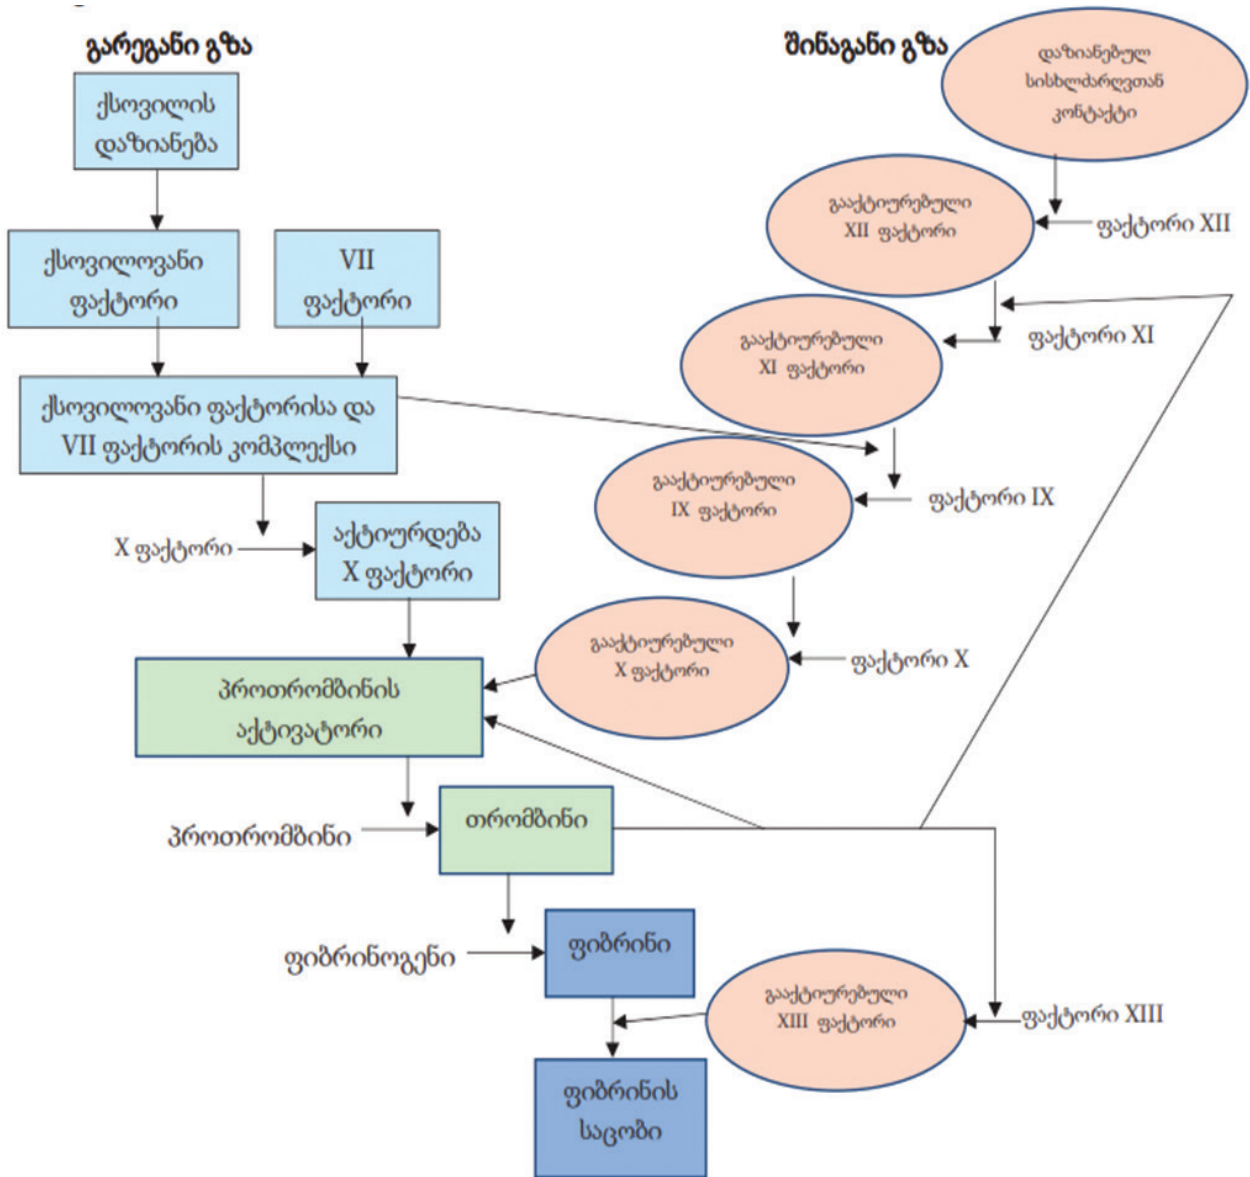 გარეგანი გზა
ქსოვილის
დაზიანება
ქსოვილოვანი
ფაქტორი
VII
ფაქტორი
ქსოვილოვანი ფაქტორისა და
VII ფაქტორის კომპლექსი
X ფაქტორი
აქტიურდება
X ფაქტორი
შინაგანი გზა
დაზიანებულ
სისხლძარღვთან
კონტაქტი
გააქტიურებული
XII ფაქტორი
ფაქტორი XII
გააქტიურებული
XI ფაქტორი
ფაქტორი XI
გააქტიურებული
IX ფაქტორი
ფაქტორი IX
გააქტიურებული
X ფაქტორი
ფაქტორი X
პროთრომბინის
აქტივატორი
პროთრომბინი
თრომბინი
ფიბრინოგენი
ფიბრინი
გააქტიურებული
XIII ფაქტორი
ფაქტორი XIII
ფიბრინის
საცობი